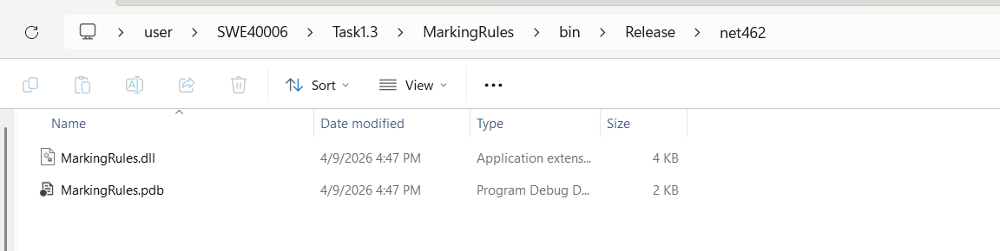 user > SWE40006 > Task1.3 > MarkingRules > bin > Release > net462
Sort View
Name Date modified Type Size
MarkingRules.dll 4/9/2026 4:47 PM Application extens... 4 KB
MarkingRules.pdb 4/9/2026 4:47 PM Program Debug D... 2 KB